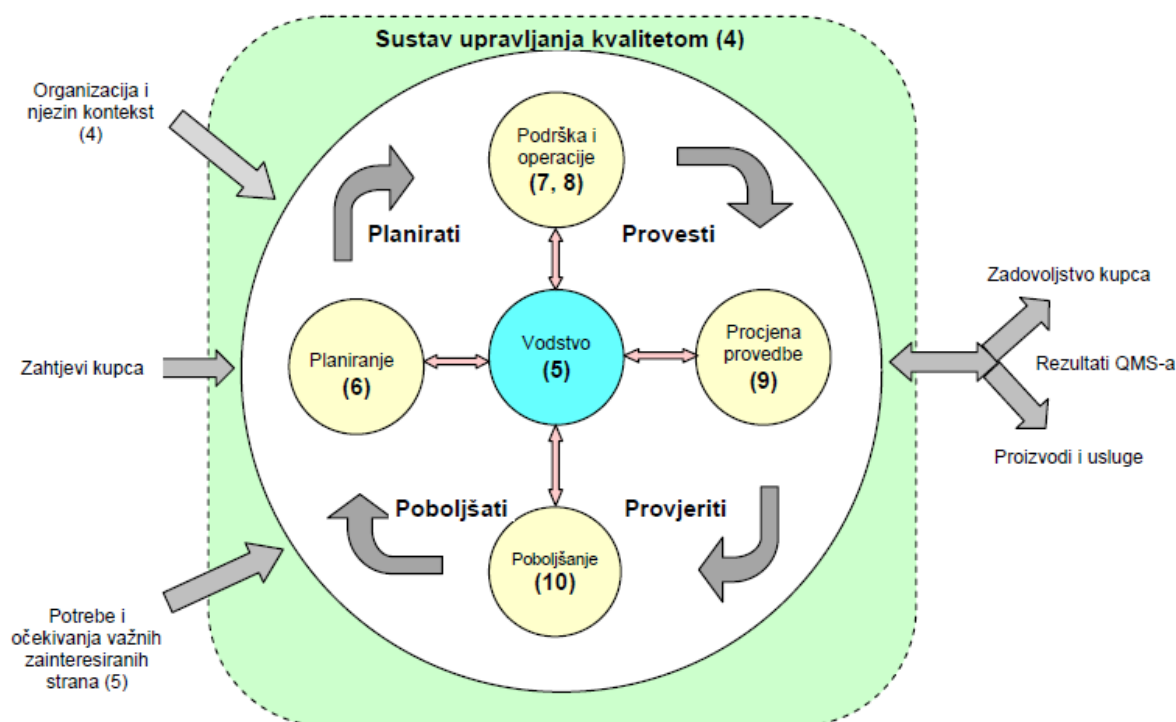 Sustav upravljanja kvalitetom (4)
Organizacija i
njezin kontekst
(4)
Podrška i
operacije
(7, 8)
Planirati
Provesti
Zadovoljstvo kupca
Zahtjevi kupca
Planiranje
(6)
Vodstvo
(5)
Procjena
provedbe
(9)
Rezultati QMS-a
Proizvodi i usluge
Poboljšati
Provjeriti
Poboljšanje
(10)
Potrebe i
očekivanja važnih
zainteresiranih
strana (5)